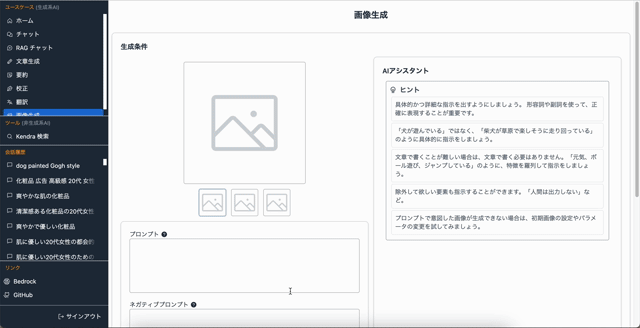 ユースケース (生成系AI)
ホーム
チャット
RAG チャット
文章生成
要約
校正
翻訳
画像生成
ツール (非生成系AI)
Kendra 検索
会話履歴
dog painted Gogh style
化粧品 広告 高級感 20代 女性
爽やかな肌の化粧品
清潔感ある化粧品の20代女
爽やかで優しい化粧品
肌に優しい20代女性の都会的
肌に優しい20代女性のための
リンク
Bedrock
GitHub
サインアウト
画像生成
生成条件
プロンプト
ネガティブプロンプト
AIアシスタント
ヒント
具体的かつ詳細な指示を出すようにしましょう。 形容詞や副詞を使って、正
確に表現することが重要です。
「犬が遊んでいる」ではなく、「柴犬が草原で楽しそうに走り回っている」
のように具体的に指示をしましょう。
文章で書くことが難しい場合は、文章で書く必要はありません。「元気、ボ
ール遊び、ジャンプしている」のように、特徴を羅列して指示をしましょ
う。
除外して欲しい要素も指示することができます。「人間は出力しない」な
ど。
プロンプトで意図した画像が生成できない場合は、初期画像の設定やパラメ
ータの変更を試してみましょう。